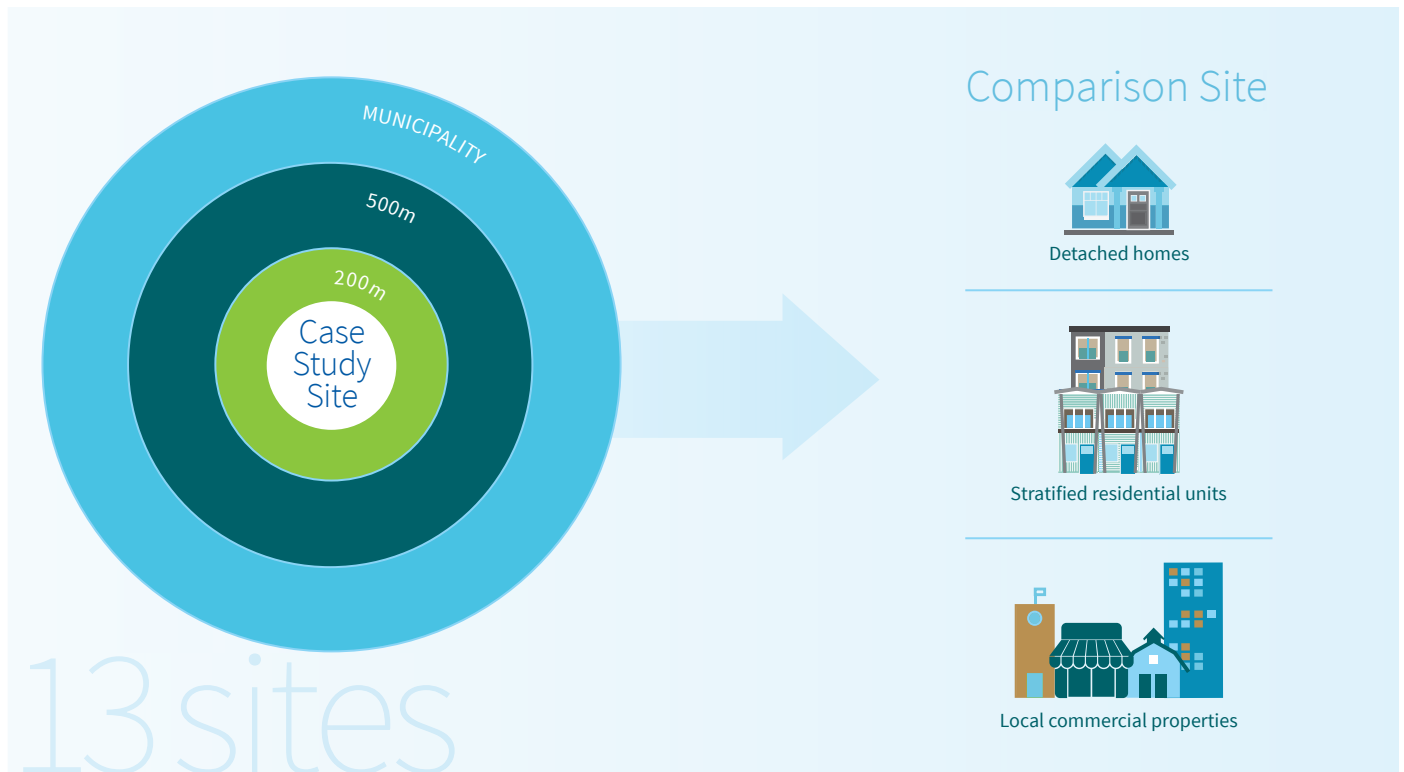 MUNICIPALITY
500m
200m
Case
Study
Site
13 sites
Comparison Site
Detached homes
Stratified residential units
Local commercial properties